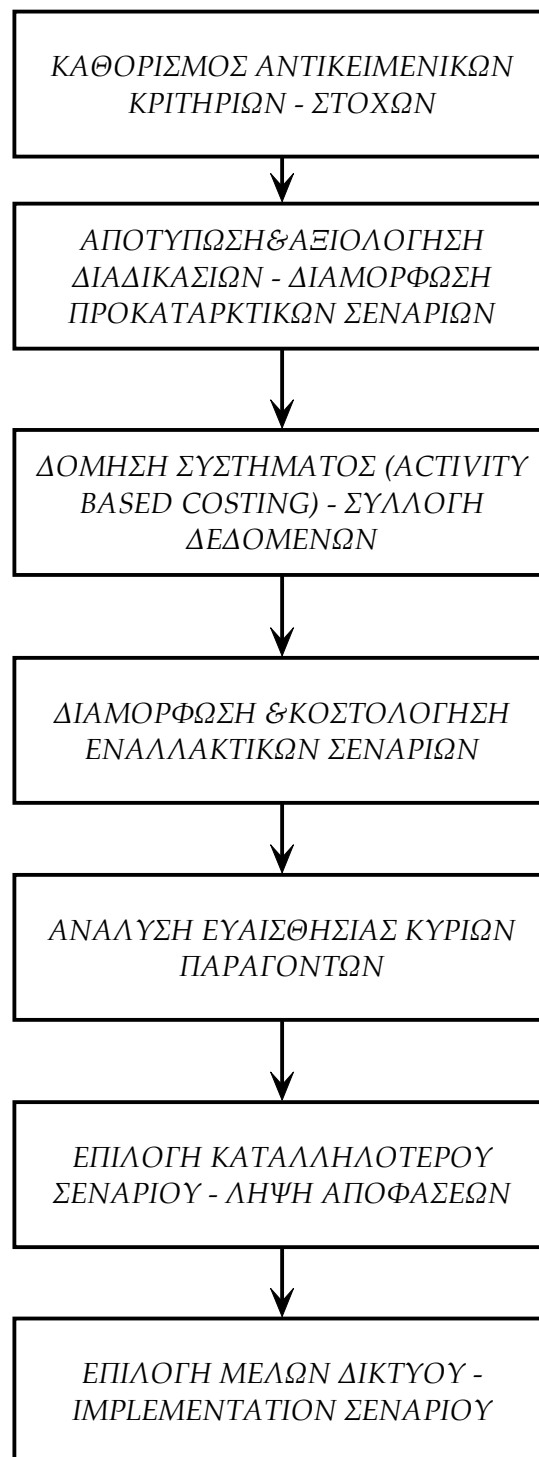 ΚΑΘΟΡΙΣΜΟΣ ΑΝΤΙΚΕΙΜΕΝΙΚΩΝ
ΚΡΙΤΗΡΙΩΝ - ΣΤΟΧΩΝ
ΑΠΟΤΥΠΩΣΗ&ΑΞΙΟΛΟΓΗΣΗ
ΔΙΑΔΙΚΑΣΙΩΝ - ΔΙΑΜΟΡΦΩΣΗ
ΠΡΟΚΑΤΑΡΚΤΙΚΩΝ ΣΕΝΑΡΙΩΝ
ΔΟΜΗΣΗ ΣΥΣΤΗΜΑΤΟΣ (ACTIVITY
BASED COSTING) - ΣΥΛΛΟΓΗ
ΔΕΔΟΜΕΝΩΝ
ΔΙΑΜΟΡΦΩΣΗ &ΚΟΣΤΟΛΟΓΗΣΗ
ΕΝΑΛΛΑΚΤΙΚΩΝ ΣΕΝΑΡΙΩΝ
ΑΝΑΛΥΣΗ ΕΥΑΙΣΘΗΣΙΑΣ ΚΥΡΙΩΝ
ΠΑΡΑΓΟΝΤΩΝ
ΕΠΙΛΟΓΗ ΚΑΤΑΛΛΗΛΟΤΕΡΟΥ
ΣΕΝΑΡΙΟΥ - ΛΗΨΗ ΑΠΟΦΑΣΕΩΝ
ΕΠΙΛΟΓΗ ΜΕΛΩΝ ΔΙΚΤΥΟΥ -
IMPLEMENTATION ΣΕΝΑΡΙΟΥ